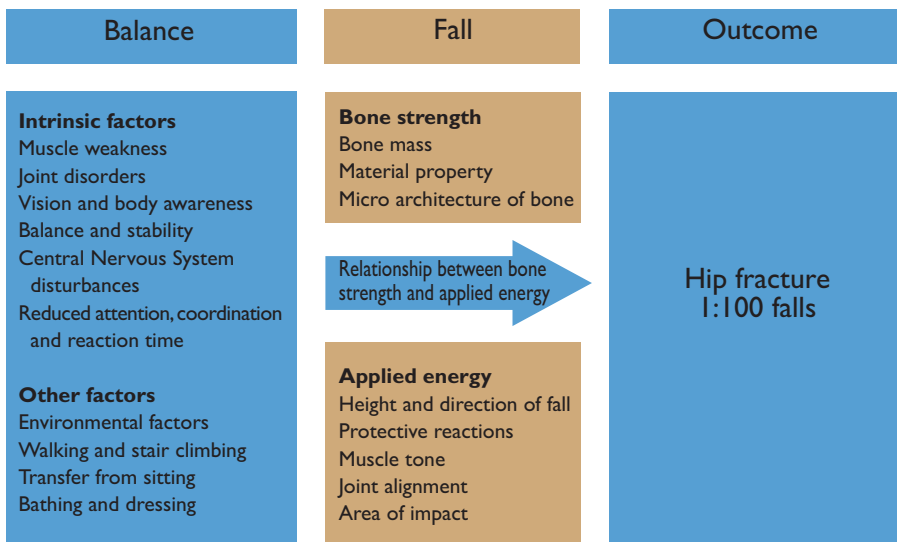 Balance
Fall
Outcome
Intrinsic factors
Muscle weakness
Joint disorders
Vision and body awareness
Balance and stability
Central Nervous System
disturbances
Reduced attention, coordination
and reaction time
Other factors
Environmental factors
Walking and stair climbing
Transfer from sitting
Bathing and dressing
Bone strength
Bone mass
Material property
Micro architecture of bone
Relationship between bone
strength and applied energy
Applied energy
Height and direction of fall
Protective reactions
Muscle tone
Joint alignment
Area of impact
Hip fracture
1:100 falls